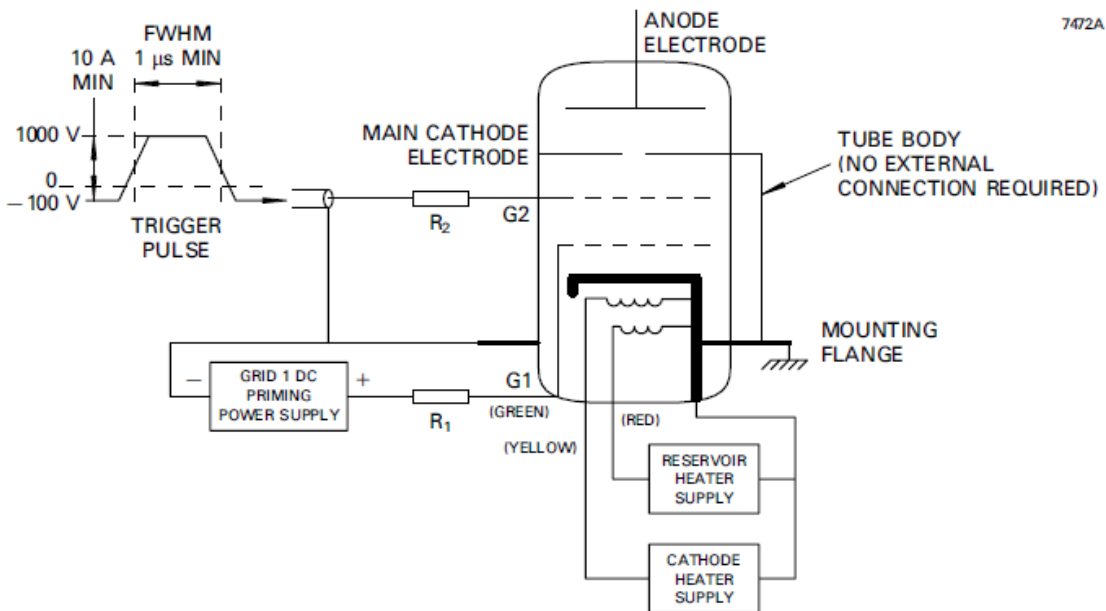 7472A
FWHM
1 μs MIN
10 A
MIN
1000 V
0
−100 V
TRIGGER
PULSE
ANODE
ELECTRODE
MAIN CATHODE
ELECTRODE
TUBE BODY
(NO EXTERNAL
CONNECTION REQUIRED)
R2
G2
MOUNTING
FLANGE
−
GRID 1 DC
PRIMING
POWER SUPPLY
+
R1
G1
(GREEN)
(YELLOW)
(RED)
RESERVOIR
HEATER
SUPPLY
CATHODE
HEATER
SUPPLY